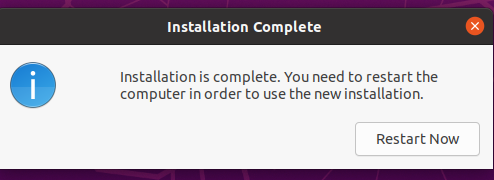 Installation Complete
Installation is complete. You need to restart the
computer in order to use the new installation.
Restart Now